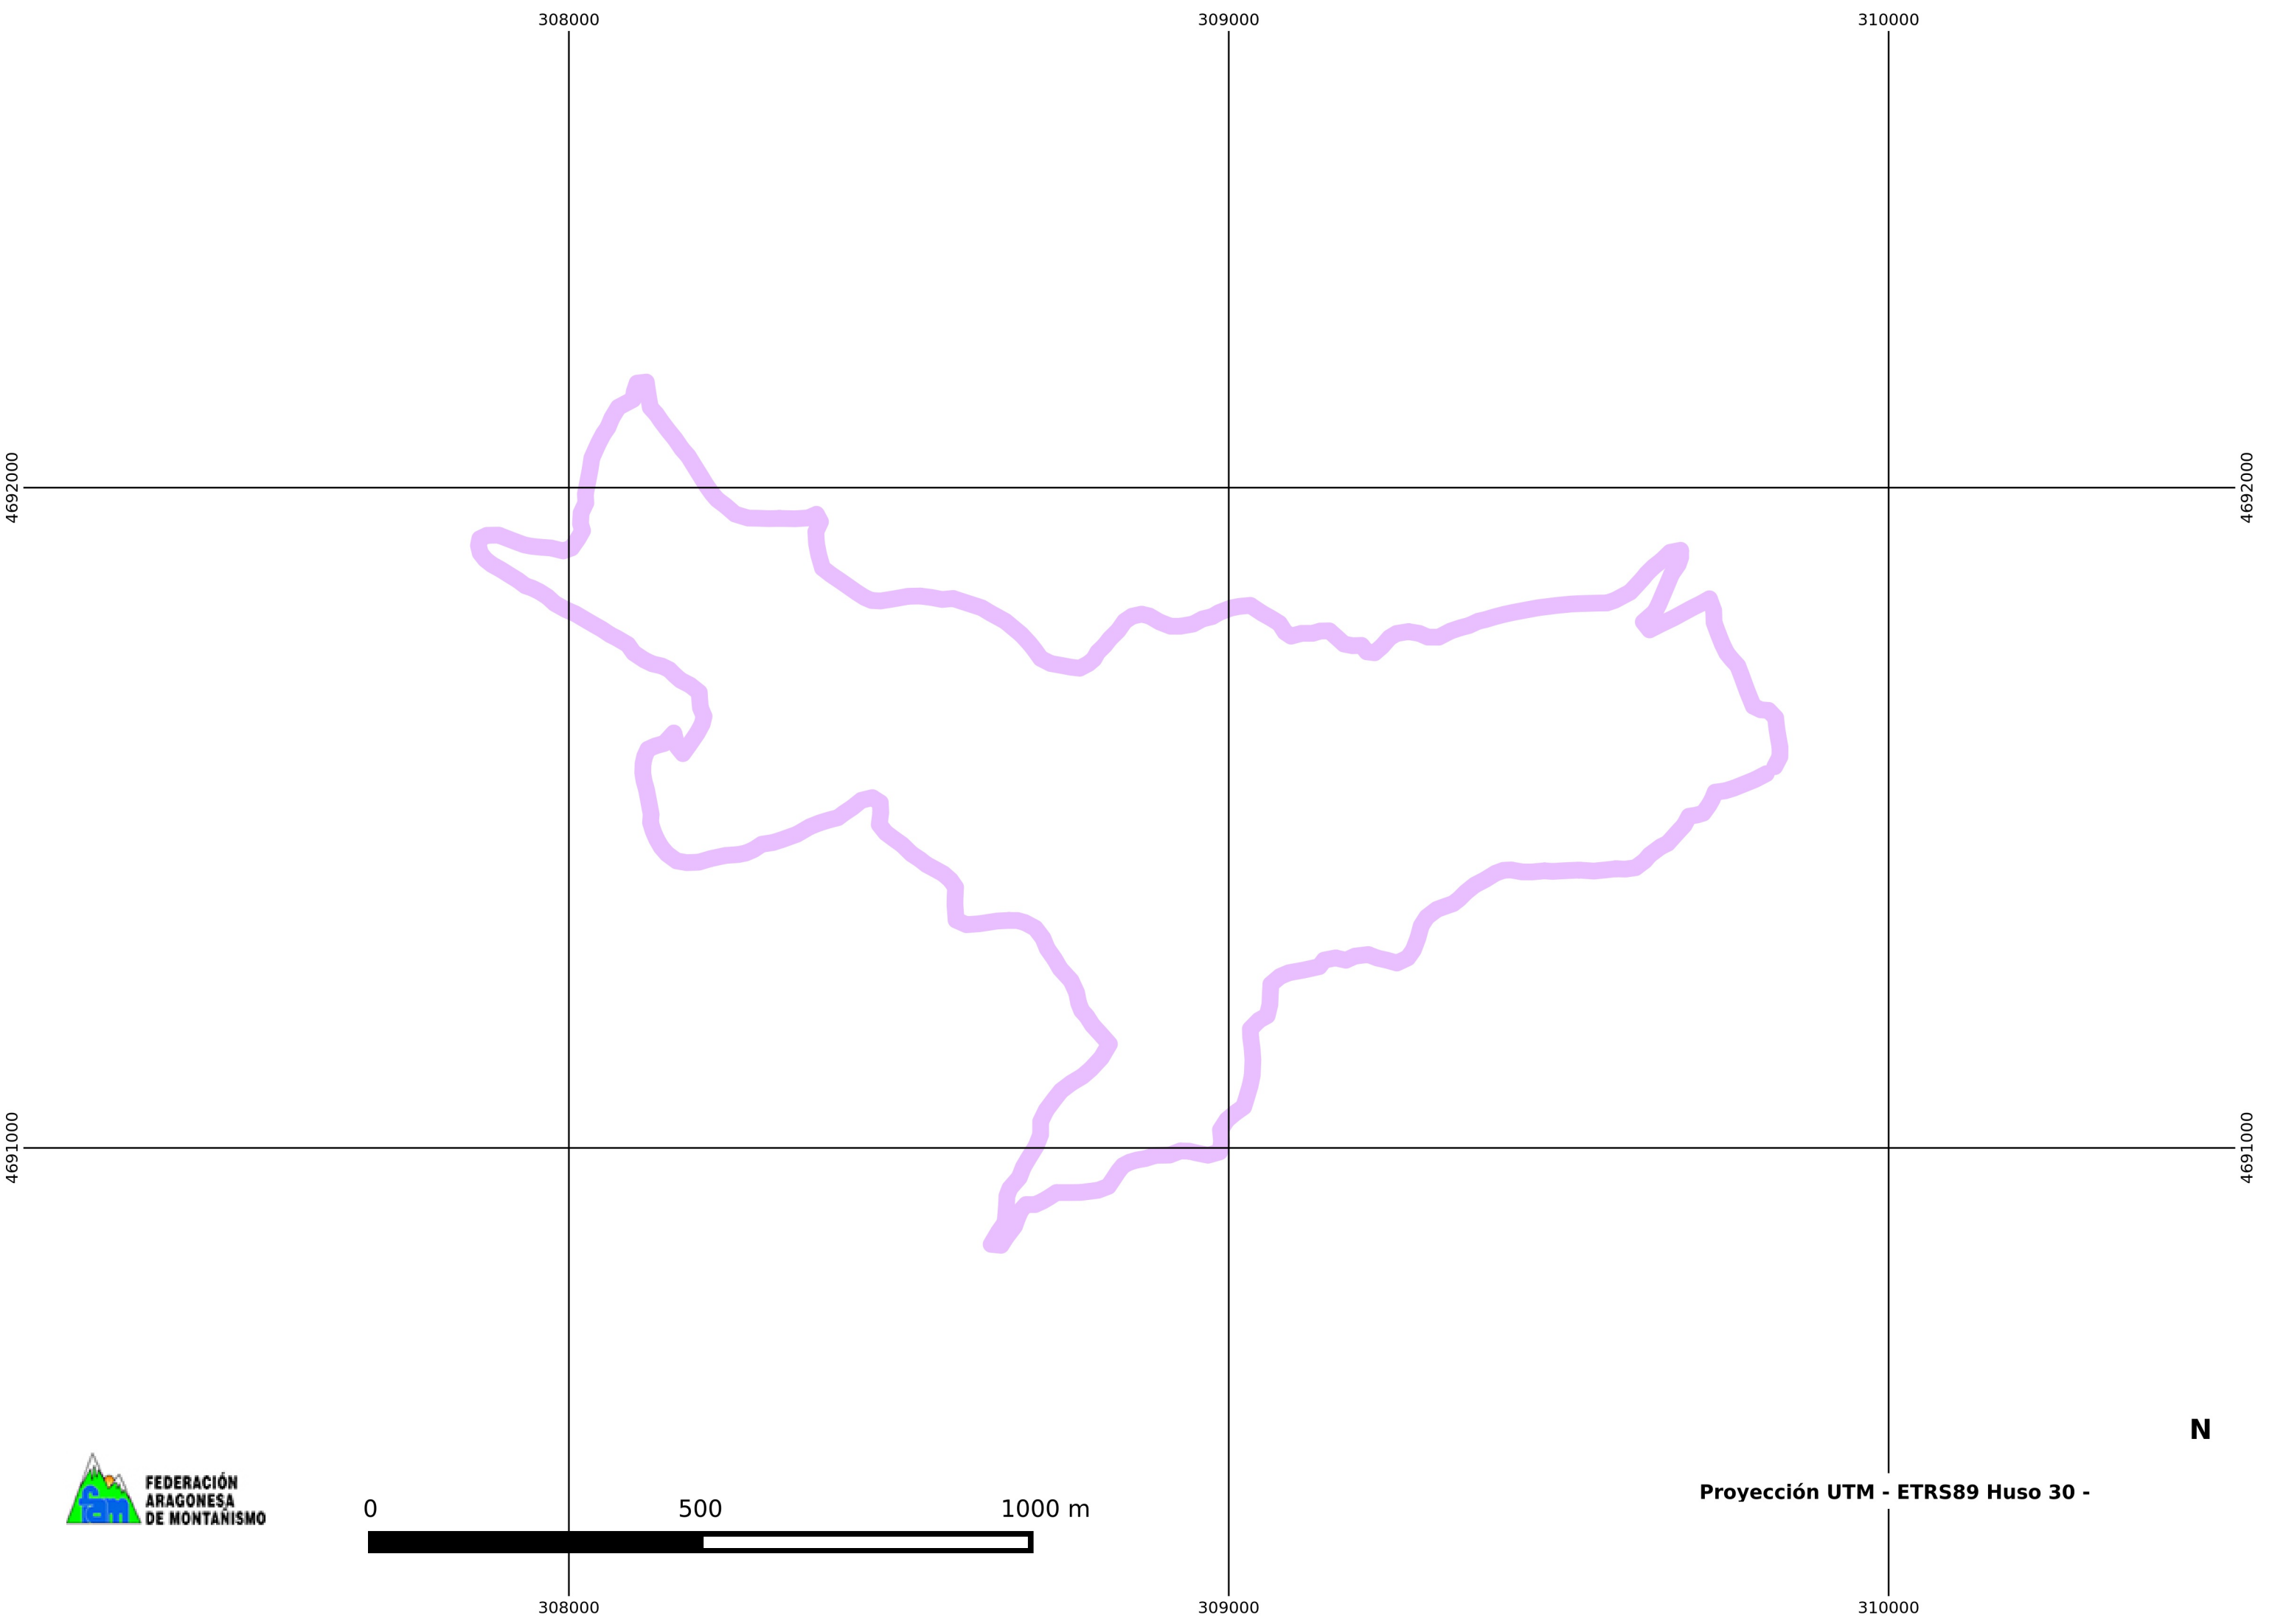 308000 309000 310000
4692000 4692000
4691000 4691000
N
FEDERACIÓN
ARAGONESA
DE MONTAÑISMO
fam
Proyección UTM - ETRS89 Huso 30 -
0 500 1000 m
308000 309000 310000